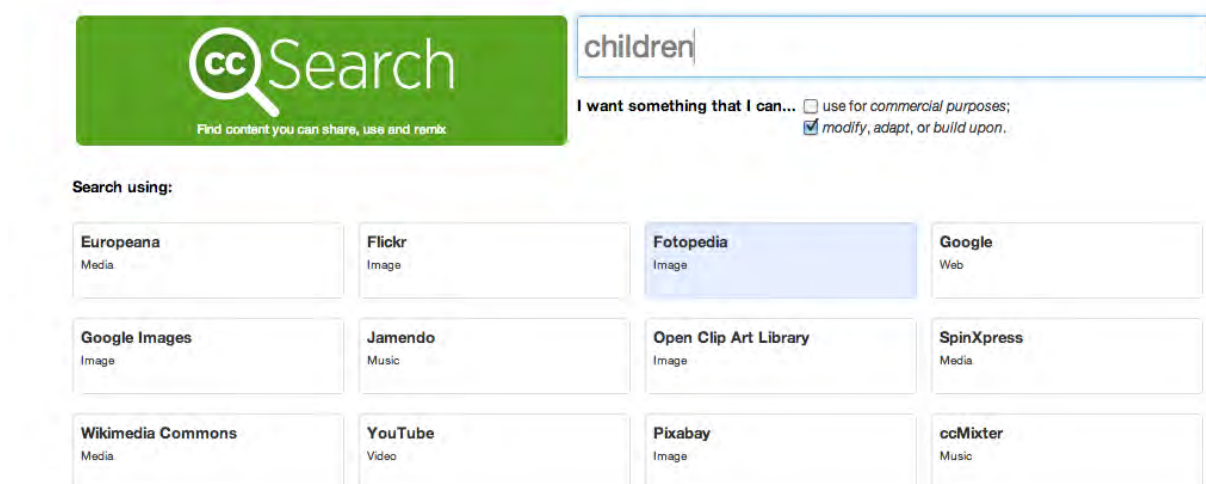 cc Search
Find content you can share, use and remix
children
I want something that I can... use for commercial purposes;
modify, adapt, or build upon.
Search using:
Europeana Flickr Fotopedia Google
Media Image Image Web
Google Images Jamendo Open Clip Art Library SpinXpress
Image Music Image Media
Wikimedia Commons YouTube Pixabay ccMixter
Media Video Image Music